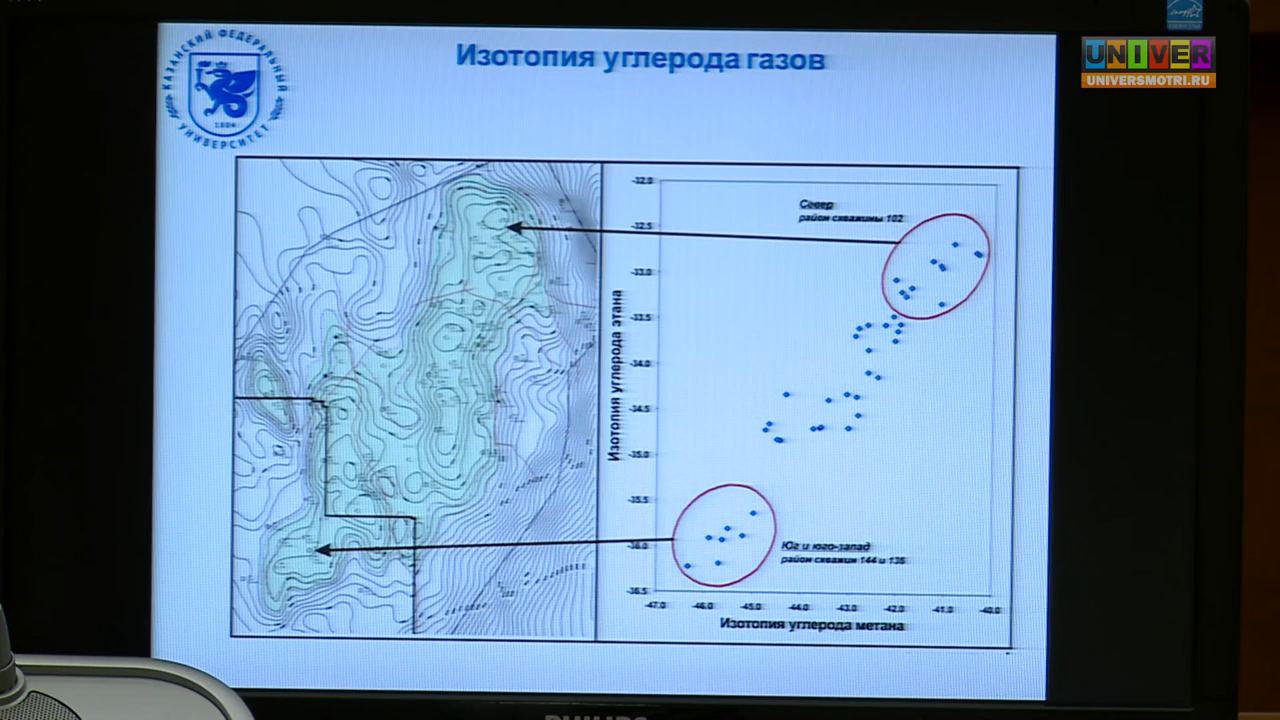 UNIVER
UNIVERSMOTRI.RU
КАЗАНСКИЙ ФЕДЕРАЛЬНЫЙ
УНИВЕРСИТЕТ
1804
Изотопия углерода газов
Север
район скважины 102
Изотопия углерода этана
-32.0
-32.5
-33.0
-33.5
-34.0
-34.5
-35.0
-35.5
-36.0
-36.5
Юг и юго-запад
район скважин 144 и 135
-47.0 -46.0 -45.0 -44.0 -43.0 -42.0 -41.0 -40.0
Изотопия углерода метана
PHILIPS